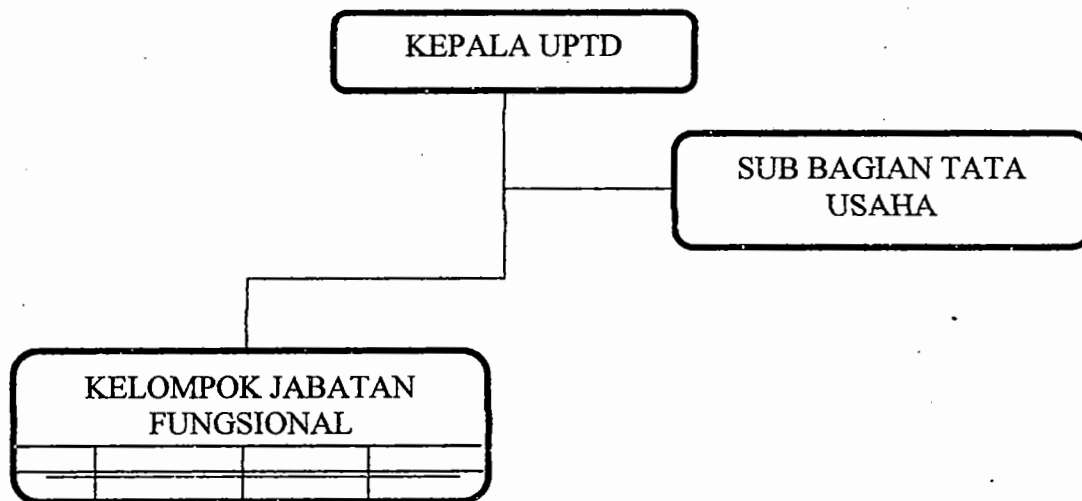 KEPALA UPTD
SUB BAGIAN TATA
USAHA
KELOMPOK JABATAN
FUNGSIONAL